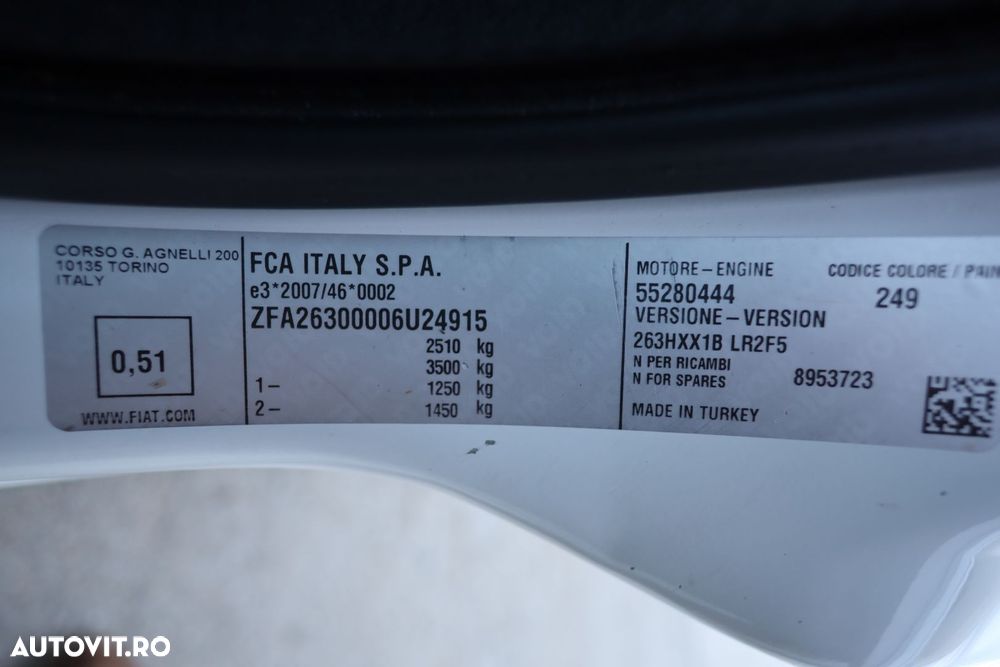 CORSO G. AGNELLI 200
10135 TORINO
ITALY
0,51
WWW.FIAT.COM
FCA ITALY S.P.A.
e3*2007/46*0002
ZFA26300006U24915
2510 kg
3500 kg
1– 1250 kg
2– 1450 kg
MOTORE – ENGINE
55280444
VERSIONE – VERSION
263HXX1B LR2F5
N PER RICAMBI
N FOR SPARES 8953723
MADE IN TURKEY
CODICE COLORE / PAIN
249
AUTOVIT.RO